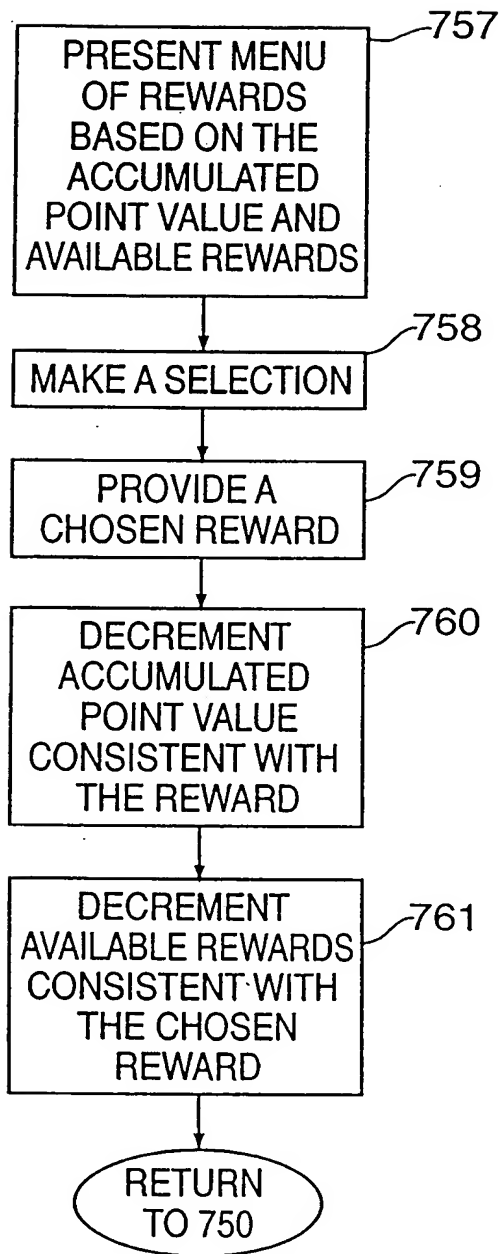 757
PRESENT MENU
OF REWARDS
BASED ON THE
ACCUMULATED
POINT VALUE AND
AVAILABLE REWARDS
758
MAKE A SELECTION
759
PROVIDE A
CHOSEN REWARD
760
DECREMENT
ACCUMULATED
POINT VALUE
CONSISTENT WITH
THE REWARD
761
DECREMENT
AVAILABLE REWARDS
CONSISTENT WITH
THE CHOSEN
REWARD
RETURN
TO 750